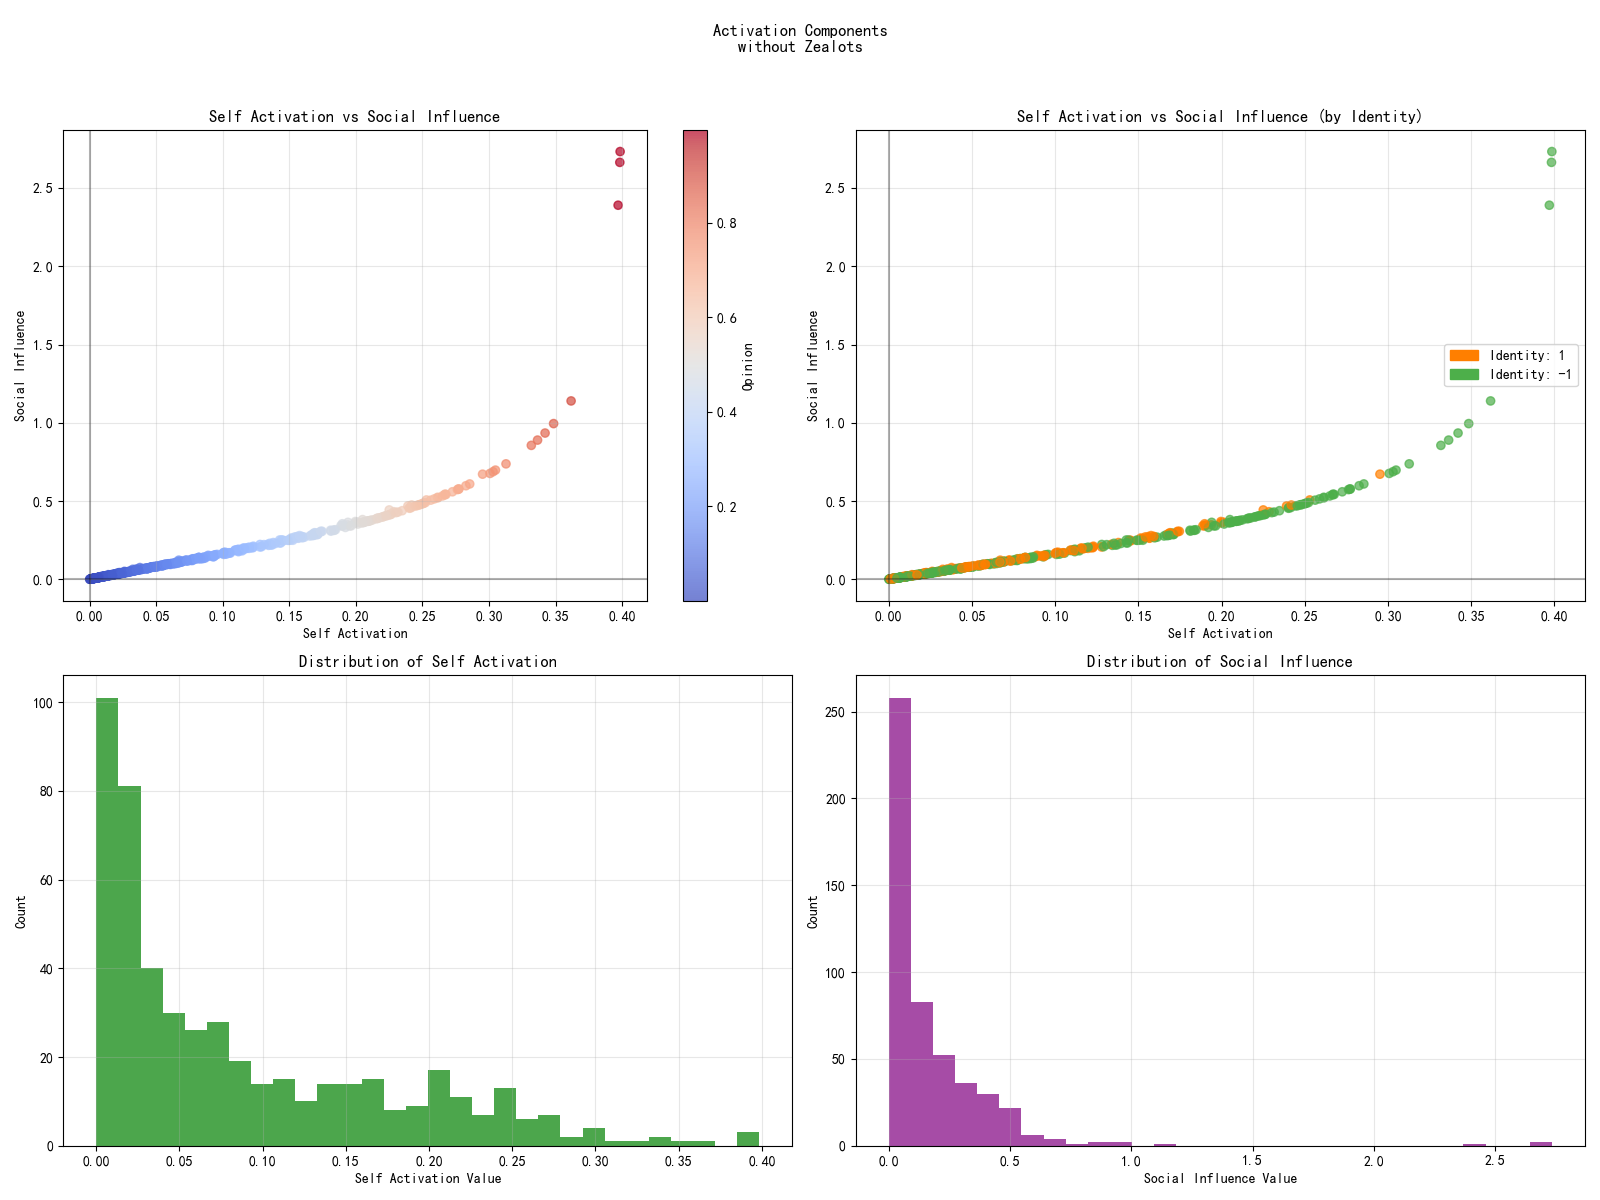 Activation Components
without Zealots
Self Activation vs Social Influence
Social Influence
2.5
2.0
1.5
1.0
0.5
0.0
0.00 0.05 0.10 0.15 0.20 0.25 0.30 0.35 0.40
Self Activation
0.8
0.6
0.4
0.2
Opinion
Self Activation vs Social Influence (by Identity)
Social Influence
2.5
2.0
1.5
1.0
0.5
0.0
Identity: 1
Identity: -1
0.00 0.05 0.10 0.15 0.20 0.25 0.30 0.35 0.40
Self Activation
Distribution of Self Activation
Count
100
80
60
40
20
0
0.00 0.05 0.10 0.15 0.20 0.25 0.30 0.35 0.40
Self Activation Value
Distribution of Social Influence
Count
250
200
150
100
50
0
0.0 0.5 1.0 1.5 2.0 2.5
Social Influence Value